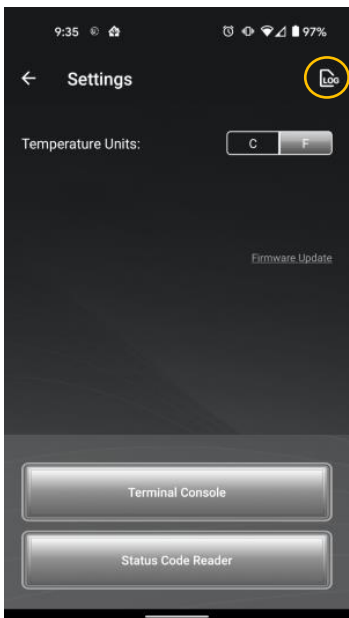 9:35 97%
Settings
LOG
Temperature Units: C F
Firmware Update
Terminal Console
Status Code Reader